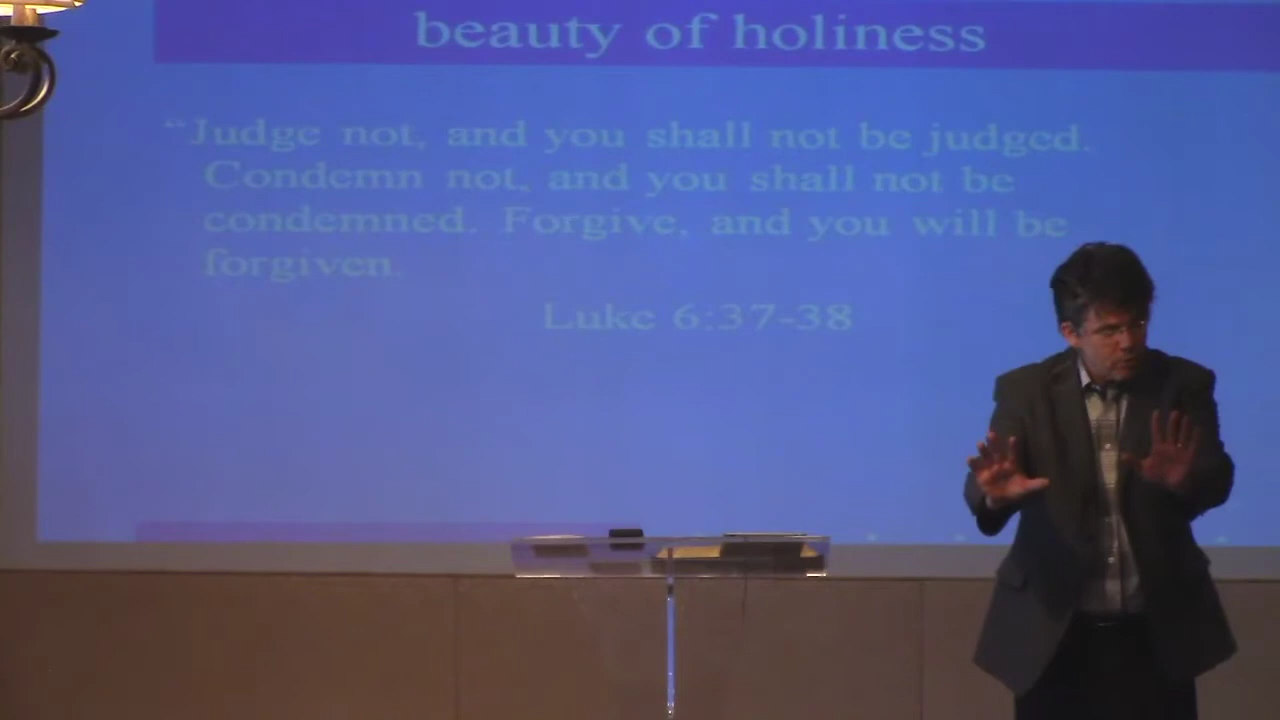 beauty of holiness
“Judge not, and you shall not be judged.
Condemn not, and you shall not be
condemned. Forgive, and you will be
forgiven.
Luke 6:37-38